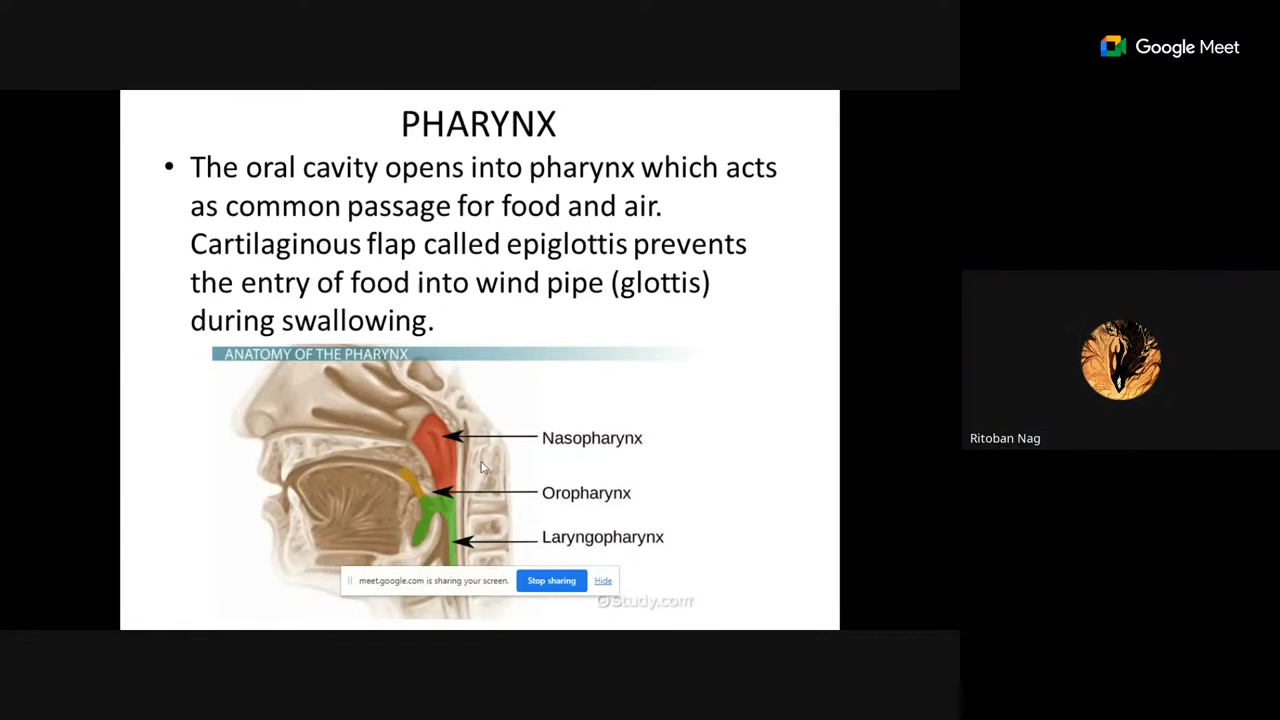 Google Meet
PHARYNX
• The oral cavity opens into pharynx which acts
as common passage for food and air.
Cartilaginous flap called epiglottis prevents
the entry of food into wind pipe (glottis)
during swallowing.
ANATOMY OF THE PHARYNX
Nasopharynx
Oropharynx
Laryngopharynx
meet.google.com is sharing your screen.
Stop sharing
Hide
©Study.com
Ritoban Nag